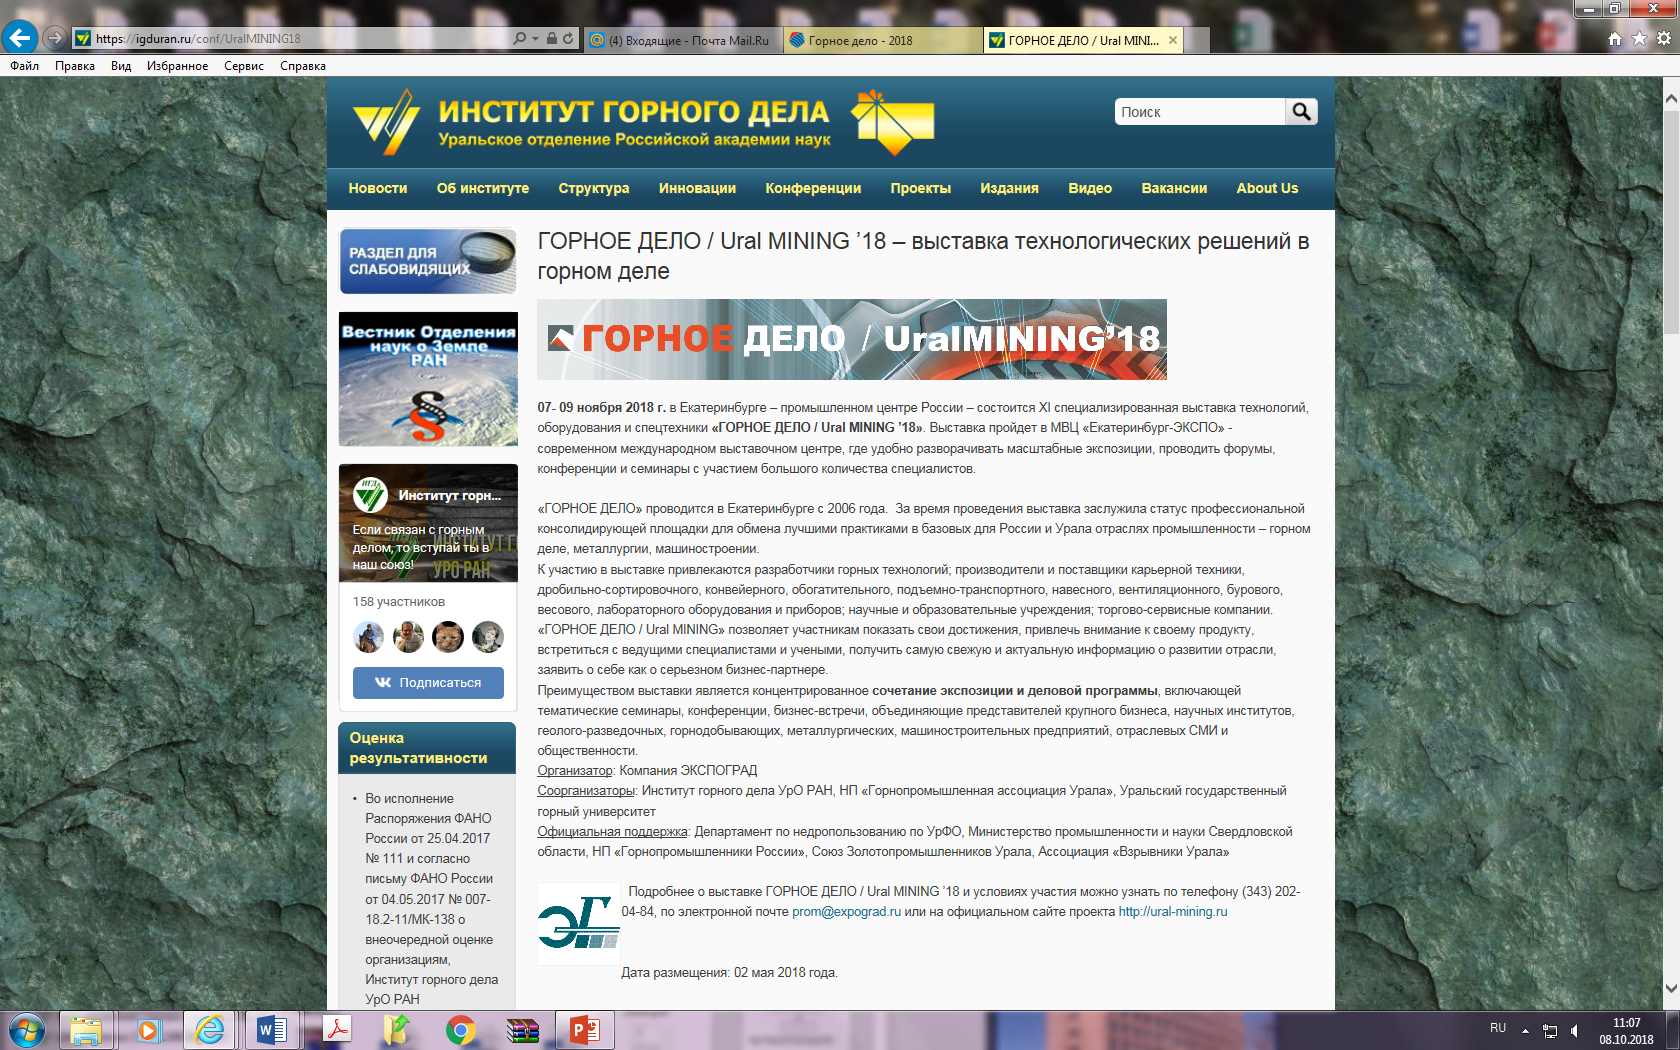 https://igduran.ru/conf/UralMINING18
(4) Входящие - Почта Mail.Ru
Горное дело - 2018
ГОРНОЕ ДЕЛО / Ural MINI...
Файл Правка Вид Избранное Сервис Справка
ИНСТИТУТ ГОРНОГО ДЕЛА
Уральское отделение Российской академии наук
Поиск
Новости Об институте Структура Инновации Конференции Проекты Издания Видео Вакансии About Us
РАЗДЕЛ ДЛЯ
СЛАБОВИДЯЩИХ
Вестник Отделения
наук о Земле
РАН
ИГД
Институт горн...
Если связан с горным
делом, то вступай ты в
наш союз!
ИНСТИТУТ Г
УРО РАН
158 участников
Подписаться
Оценка
результативности
• Во исполнение
Распоряжения ФАНО
России от 25.04.2017
№ 111 и согласно
письму ФАНО России
от 04.05.2017 № 007-
18.2-11/МК-138 о
внеочередной оценке
организациям,
Институт горного дела
УрО РАН
ГОРНОЕ ДЕЛО / Ural MINING ’18 – выставка технологических решений в
горном деле
ГОРНОЕ ДЕЛО / UralMINING’18
07- 09 ноября 2018 г. в Екатеринбурге – промышленном центре России – состоится XI специализированная выставка технологий,
оборудования и спецтехники «ГОРНОЕ ДЕЛО / Ural MINING ’18». Выставка пройдет в МВЦ «Екатеринбург-ЭКСПО» -
современном международном выставочном центре, где удобно разворачивать масштабные экспозиции, проводить форумы,
конференции и семинары с участием большого количества специалистов.
«ГОРНОЕ ДЕЛО» проводится в Екатеринбурге с 2006 года. За время проведения выставка заслужила статус профессиональной
консолидирующей площадки для обмена лучшими практиками в базовых для России и Урала отраслях промышленности – горном
деле, металлургии, машиностроении.
К участию в выставке привлекаются разработчики горных технологий; производители и поставщики карьерной техники,
дробильно-сортировочного, конвейерного, обогатительного, подъемно-транспортного, навесного, вентиляционного, бурового,
весового, лабораторного оборудования и приборов; научные и образовательные учреждения; торгово-сервисные компании.
«ГОРНОЕ ДЕЛО / Ural MINING» позволяет участникам показать свои достижения, привлечь внимание к своему продукту,
встретиться с ведущими специалистами и учеными, получить самую свежую и актуальную информацию о развитии отрасли,
заявить о себе как о серьезном бизнес-партнере.
Преимуществом выставки является концентрированное сочетание экспозиции и деловой программы, включающей
тематические семинары, конференции, бизнес-встречи, объединяющие представителей крупного бизнеса, научных институтов,
геолого-разведочных, горнодобывающих, металлургических, машиностроительных предприятий, отраслевых СМИ и
общественности.
Организатор: Компания ЭКСПОГРАД
Соорганизаторы: Институт горного дела УрО РАН, НП «Горнопромышленная ассоциация Урала», Уральский государственный
горный университет
Официальная поддержка: Департамент по недропользованию по УрФО, Министерство промышленности и науки Свердловской
области, НП «Горнопромышленники России», Союз Золотопромышленников Урала, Ассоциация «Взрывники Урала»
Подробнее о выставке ГОРНОЕ ДЕЛО / Ural MINING ’18 и условиях участия можно узнать по телефону (343) 202-
04-84, по электронной почте prom@expograd.ru или на официальном сайте проекта http://ural-mining.ru
ЭГ
Дата размещения: 02 мая 2018 года.
RU
11:07
08.10.2018